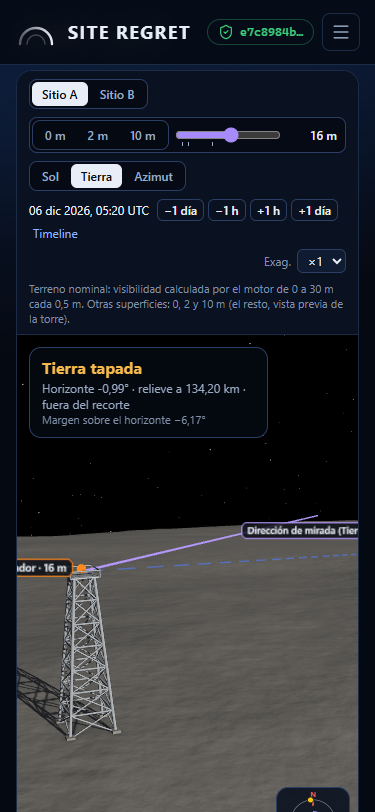 SITE REGRET
e7c8984b...
Sitio A Sitio B
0 m 2 m 10 m 16 m
Sol Tierra Azimut
06 dic 2026, 05:20 UTC −1 día −1 h +1 h +1 día
Timeline
Exag. ×1
Terreno nominal: visibilidad calculada por el motor de 0 a 30 m
cada 0,5 m. Otras superficies: 0, 2 y 10 m (el resto, vista previa de
la torre).
Tierra tapada
Horizonte -0,99° · relieve a 134,20 km ·
fuera del recorte
Margen sobre el horizonte −6,17°
Dirección de mirada (Tier
ador · 16 m
N